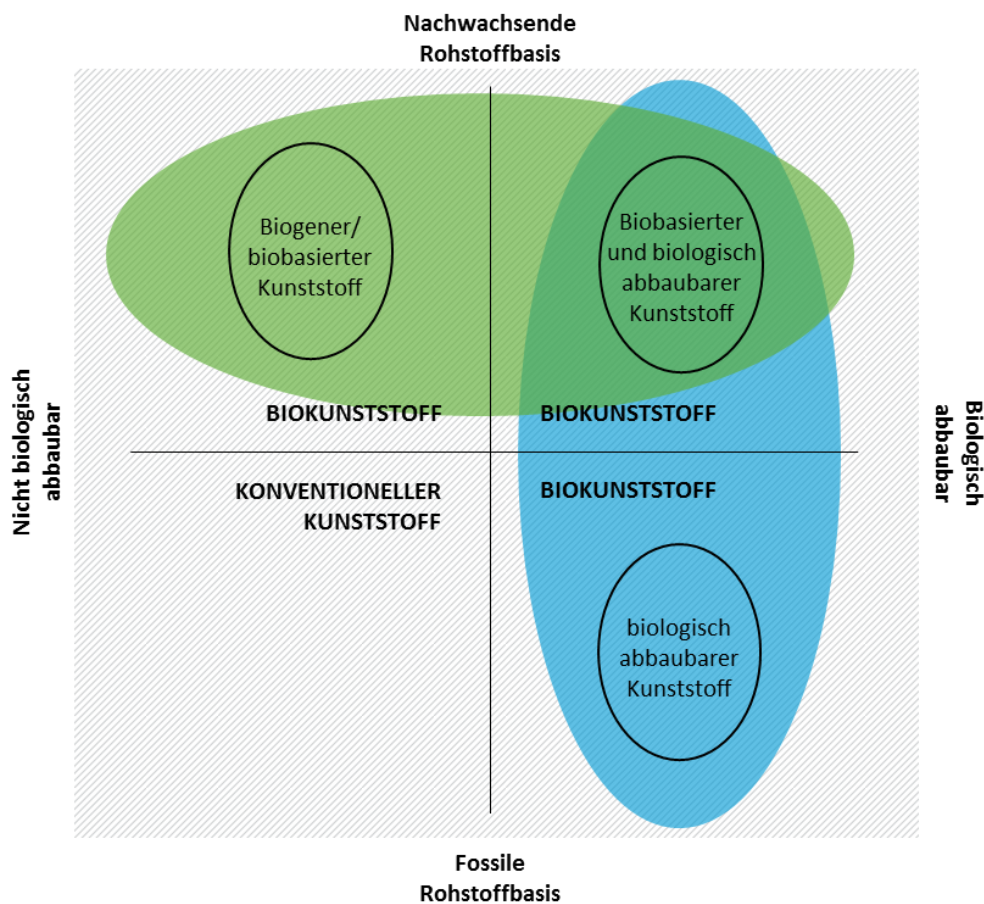 Nachwachsende
Rohstoffbasis
Biogener/
biobasierter
Kunststoff
Biobasierter
und biologisch
abbaubarer
Kunststoff
BIOKUNSTSTOFF
BIOKUNSTSTOFF
Nicht biologisch
abbaubar
Biologisch
abbaubar
KONVENTIONELLER
KUNSTSTOFF
BIOKUNSTSTOFF
biologisch
abbaubarer
Kunststoff
Fossile
Rohstoffbasis